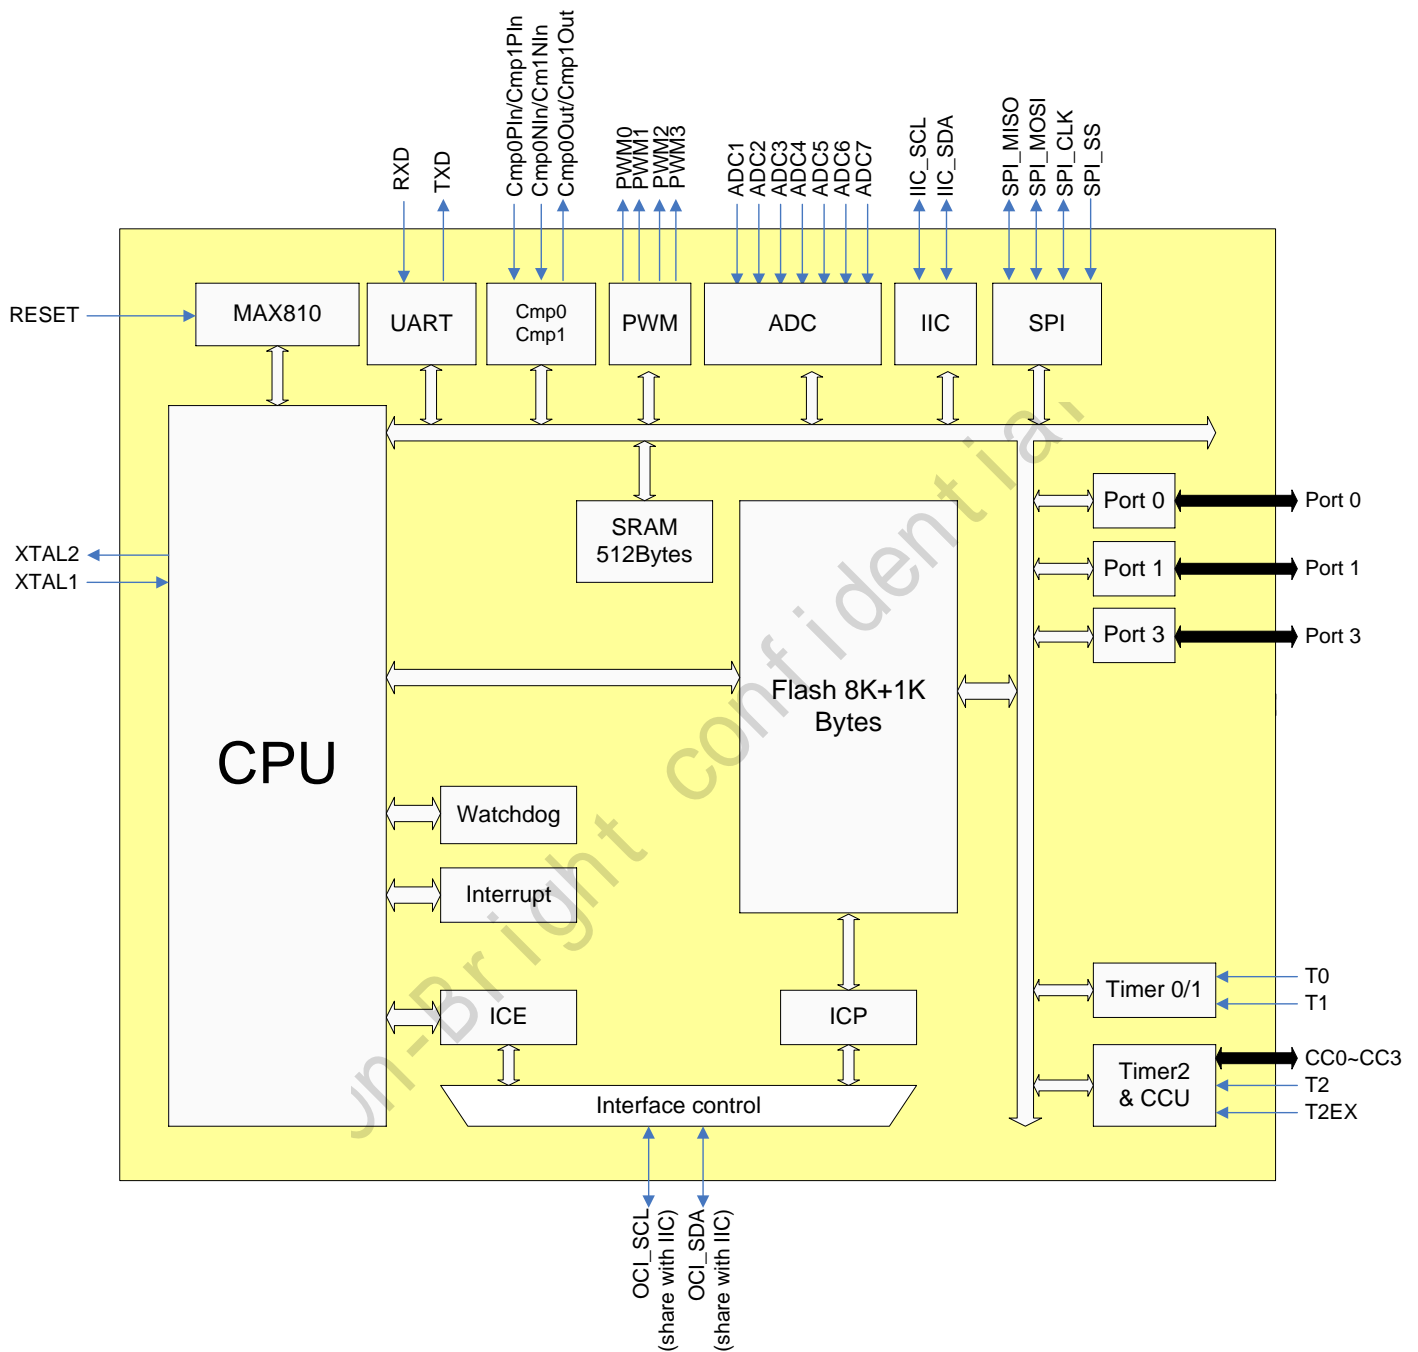 Cmp0PIn/Cmp1PIn
Cmp0NIn/Cm1NIn
Cmp0Out/Cmp1Out
RXD
TXD
PWM0
PWM1
PWM2
PWM3
ADC1
ADC2
ADC3
ADC4
ADC5
ADC6
ADC7
IIC_SCL
IIC_SDA
SPI_MISO
SPI_MOSI
SPI_CLK
SPI_SS
RESET
MAX810
UART
Cmp0
Cmp1
PWM
ADC
IIC
SPI
XTAL2
XTAL1
CPU
SRAM
512Bytes
Flash 8K+1K
Bytes
Port 0
Port 0
Port 1
Port 1
Port 3
Port 3
Watchdog
Interrupt
ICE
ICP
Interface control
Timer 0/1
T0
T1
Timer2
& CCU
CC0~CC3
T2
T2EX
OCI_SCL
(share with IIC)
OCI_SDA
(share with IIC)
on-Bright confidential